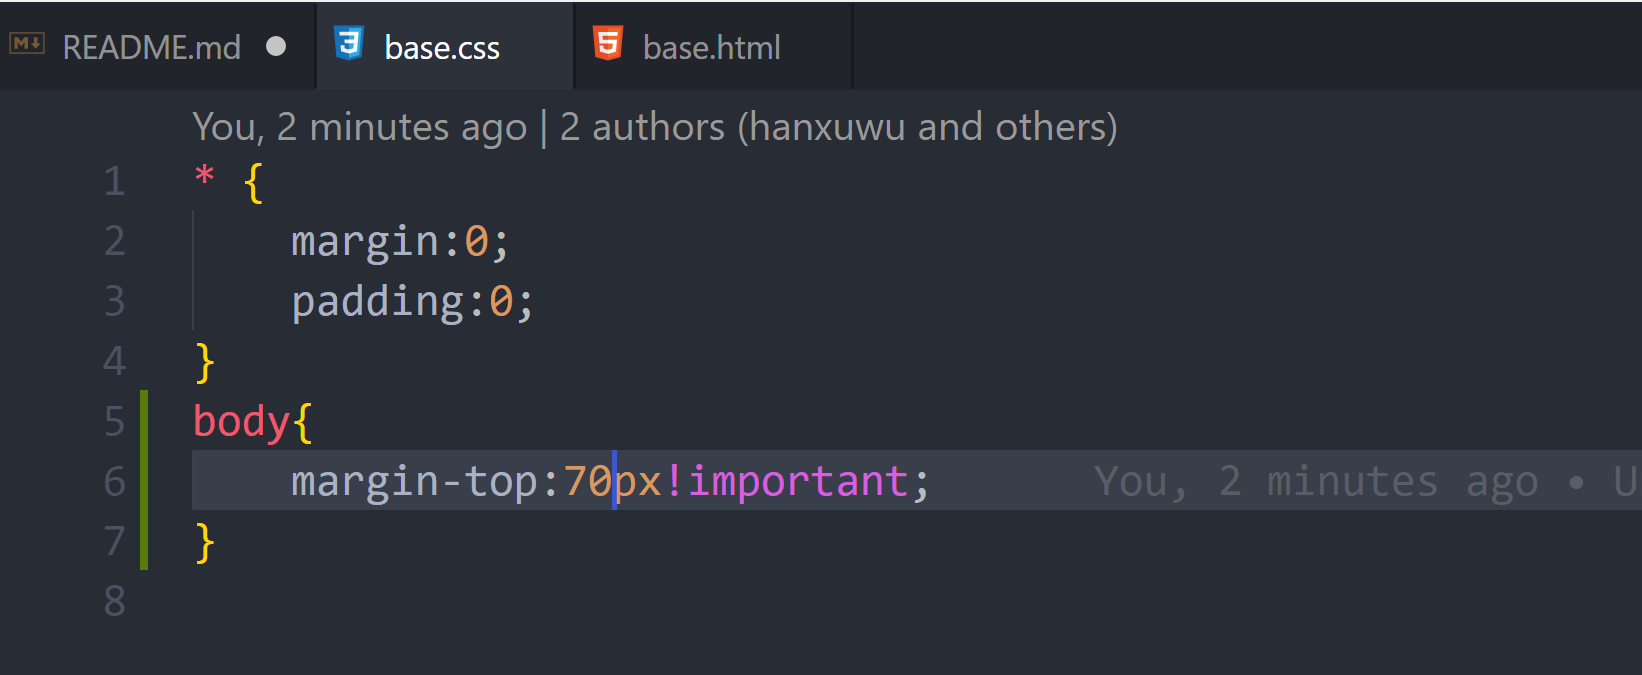 README.md ● base.css base.html
You, 2 minutes ago | 2 authors (hanxuwu and others)
1 * {
2 margin:0;
3 padding:0;
4 }
5 body{
6 margin-top:70px!important; You, 2 minutes ago • U
7 }
8